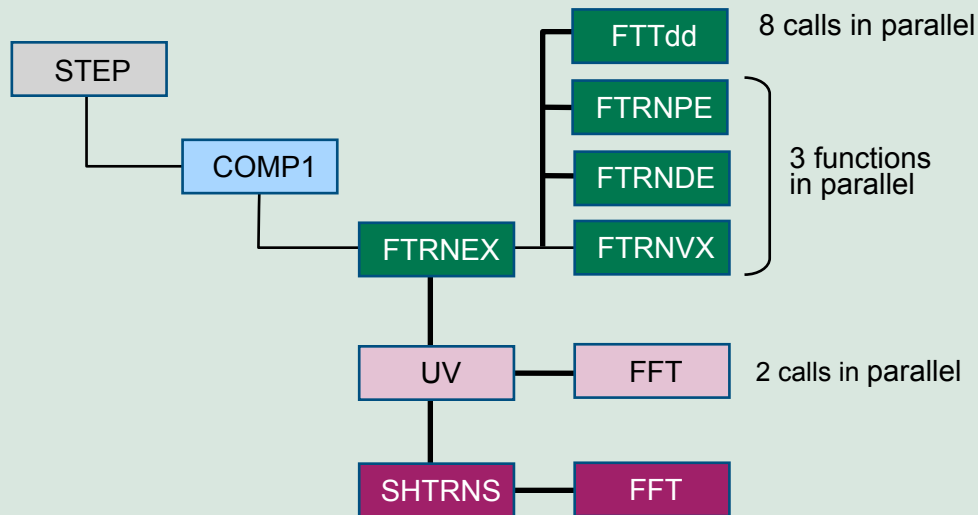 FTTdd
8 calls in parallel
STEP
FTRNPE
COMP1
3 functions
in parallel
FTRNDE
FTRNEX
FTRNVX
UV
FFT
2 calls in parallel
SHTRNS
FFT